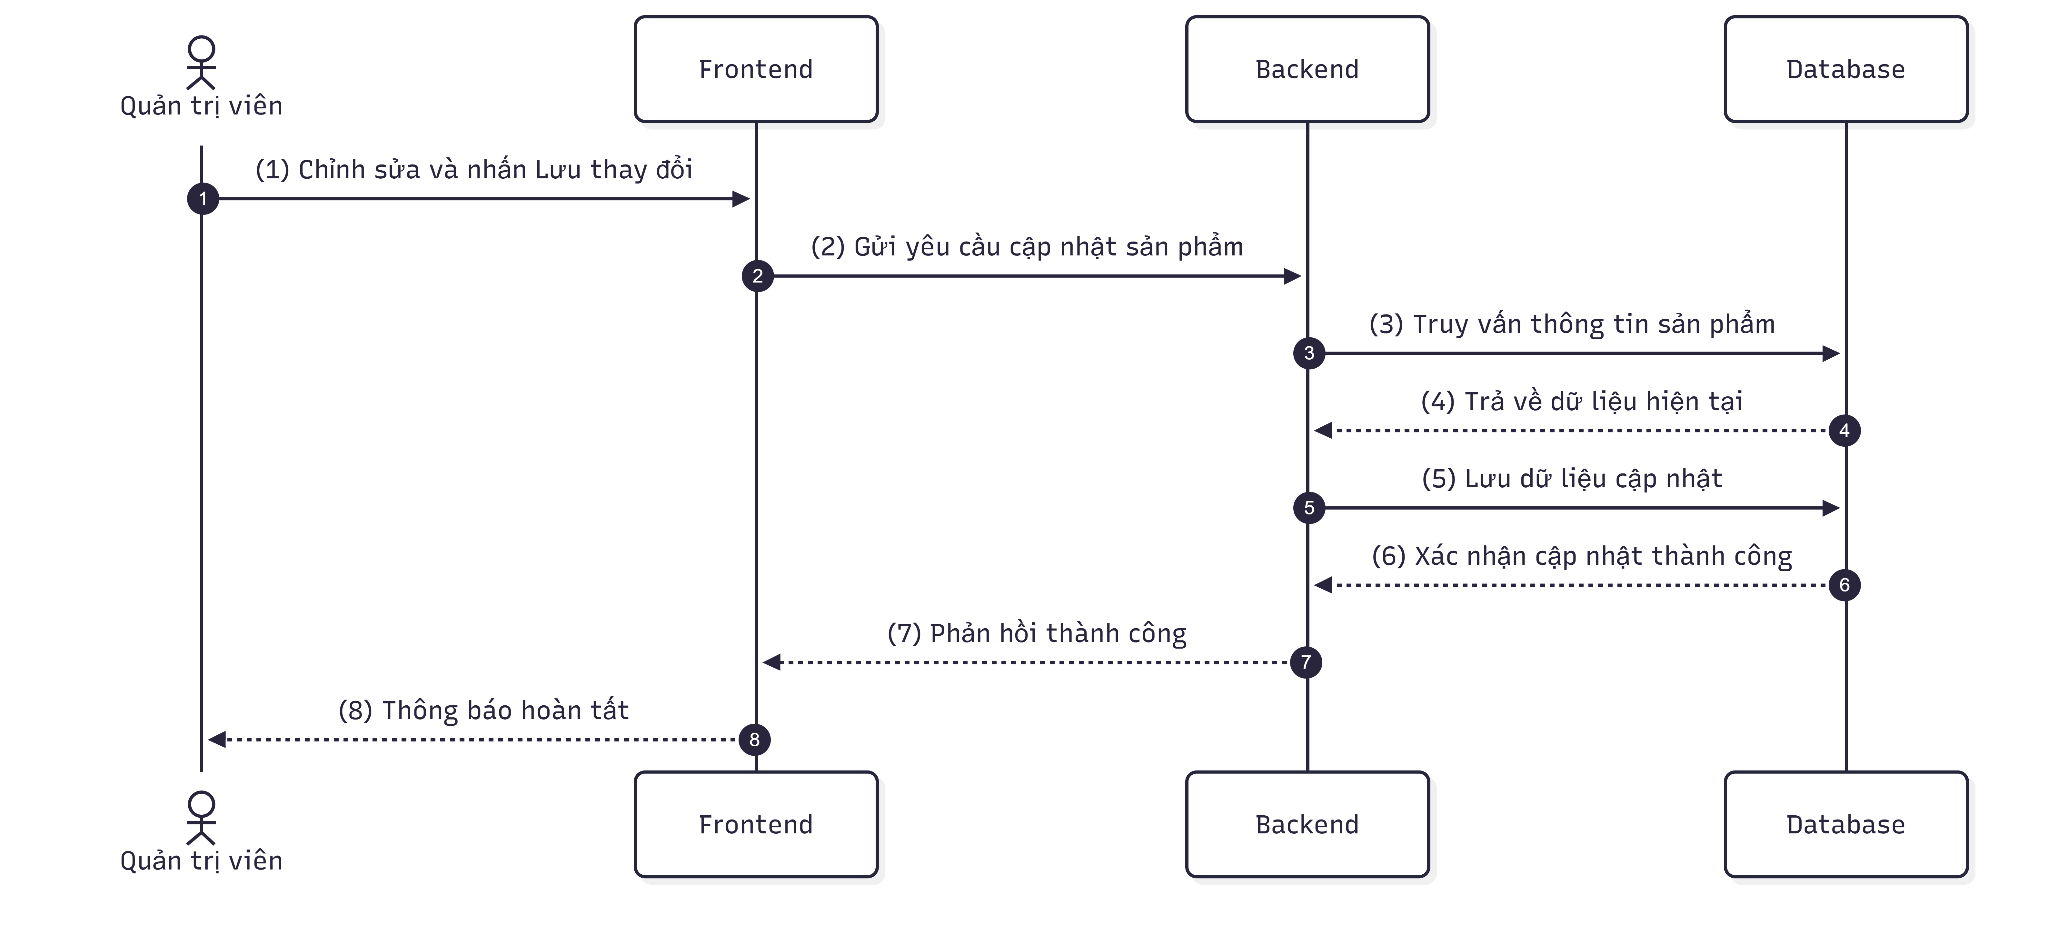 Frontend
Backend
Database
Quản trị viên
(1) Chỉnh sửa và nhấn Lưu thay đổi
1
(2) Gửi yêu cầu cập nhật sản phẩm
2
(3) Truy vấn thông tin sản phẩm
3
(4) Trả về dữ liệu hiện tại
4
(5) Lưu dữ liệu cập nhật
5
(6) Xác nhận cập nhật thành công
6
(7) Phản hồi thành công
7
(8) Thông báo hoàn tất
8
Frontend
Backend
Database
Quản trị viên